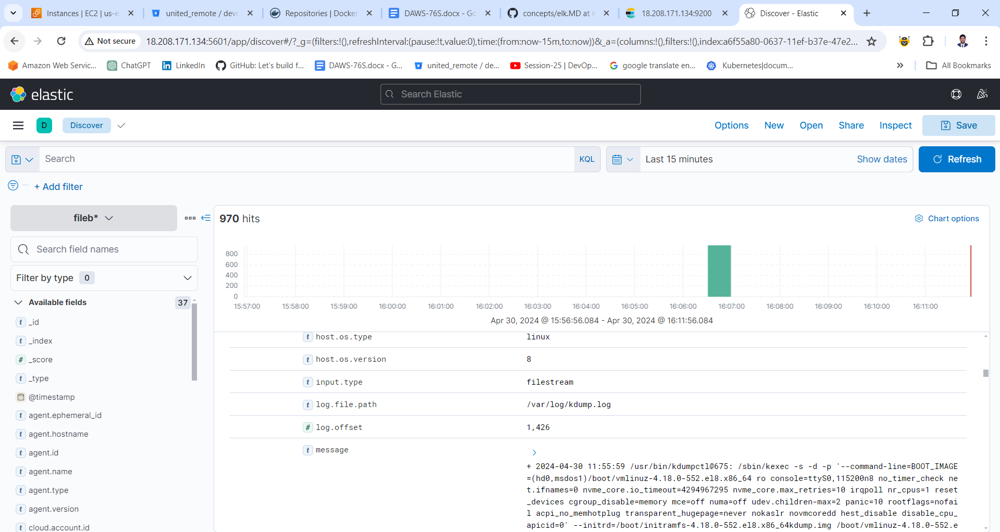 Instances | EC2 | us-e
united_remote / devo
Repositories | Docker
DAWS-76S.docx - Go
concepts/elk.MD at m
18.208.171.134:9200
Discover - Elastic
Not secure
18.208.171.134:5601/app/discover#/?_g=(filters:!(),refreshInterval:(pause:!t,value:0),time:(from:now-15m,to:now))&_a=(columns:!(),filters:!(),index:a6f55a80-0637-11ef-b37e-47e2...
Amazon Web Servic...
ChatGPT
LinkedIn
GitHub: Let's build f...
DAWS-76S.docx - G...
united_remote / de...
Session-25 | DevOp...
google translate en...
Kubernetes|docum...
All Bookmarks
elastic
Search Elastic
D
Discover
Options
New
Open
Share
Inspect
Save
Search
KQL
Last 15 minutes
Show dates
Refresh
+ Add filter
fileb*
970 hits
Chart options
Search field names
Filter by type 0
Available fields 37
t _id
t _index
# _score
t _type
@timestamp
t agent.ephemeral_id
t agent.hostname
t agent.id
t agent.name
t agent.type
t agent.version
t cloud.account.id
800
600
400
200
0
15:57:00 15:58:00 15:59:00 16:00:00 16:01:00 16:02:00 16:03:00 16:04:00 16:05:00 16:06:00 16:07:00 16:08:00 16:09:00 16:10:00 16:11:00
Apr 30, 2024 @ 15:56:56.084 - Apr 30, 2024 @ 16:11:56.084
t host.os.type linux
t host.os.version 8
t input.type filestream
t log.file.path /var/log/kdump.log
# log.offset 1,426
t message
+ 2024-04-30 11:55:59 /usr/bin/kdumpctl@675: /sbin/kexec -s -d -p '--command-line=BOOT_IMAGE
=(hd0,msdos1)/boot/vmlinuz-4.18.0-552.el8.x86_64 ro console=ttyS0,115200n8 no_timer_check ne
t.ifnames=0 nvme_core.io_timeout=4294967295 nvme_core.max_retries=10 irqpoll nr_cpus=1 reset
_devices cgroup_disable=memory mce=off numa=off udev.children-max=2 panic=10 rootflags=nofai
l acpi_no_memhotplug transparent_hugepage=never nokaslr novmcoredd hest_disable disable_cpu_
apicid=0' --initrd=/boot/initramfs-4.18.0-552.el8.x86_64kdump.img /boot/vmlinuz-4.18.0-552.e